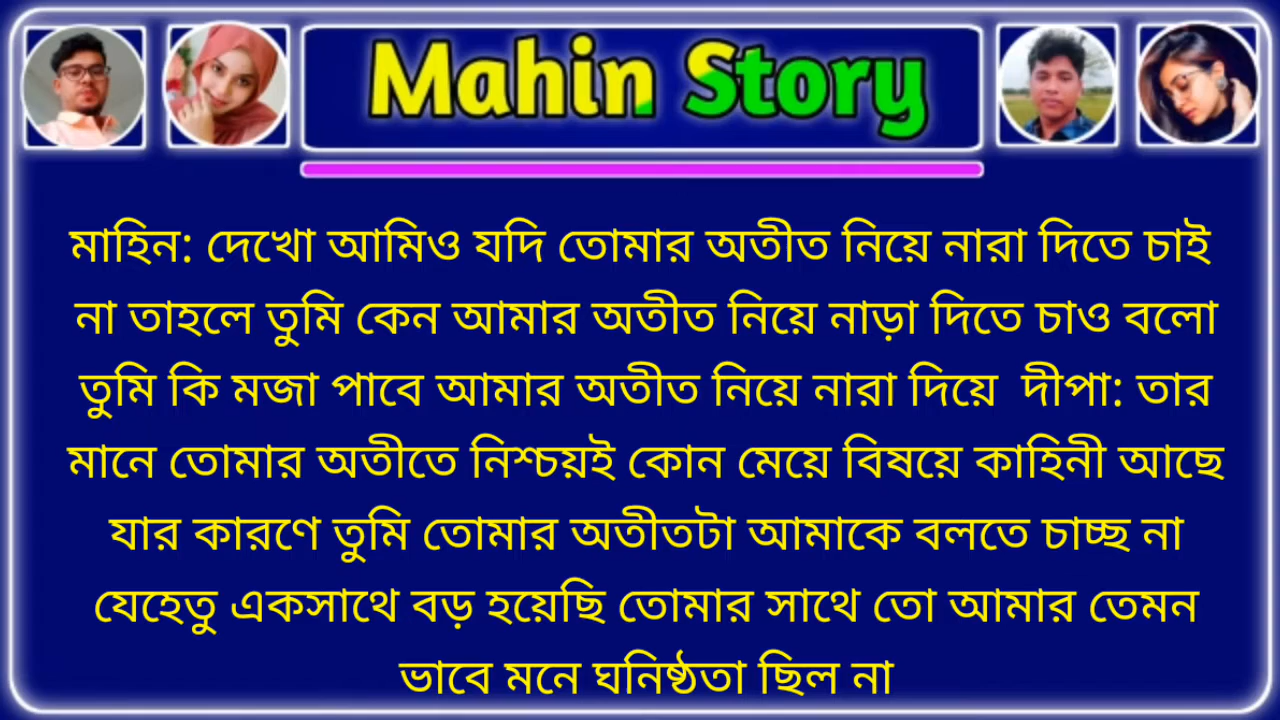 Mahin Story
মাহিন: দেখো আমিও যদি তোমার অতীত নিয়ে নারা দিতে চাই
না তাহলে তুমি কেন আমার অতীত নিয়ে নাড়া দিতে চাও বলো
তুমি কি মজা পাবে আমার অতীত নিয়ে নারা দিয়ে দীপা: তার
মানে তোমার অতীতে নিশ্চয়ই কোন মেয়ে বিষয়ে কাহিনী আছে
যার কারণে তুমি তোমার অতীতটা আমাকে বলতে চাচ্ছ না
যেহেতু একসাথে বড় হয়েছি তোমার সাথে তো আমার তেমন
ভাবে মনে ঘনিষ্ঠতা ছিল না